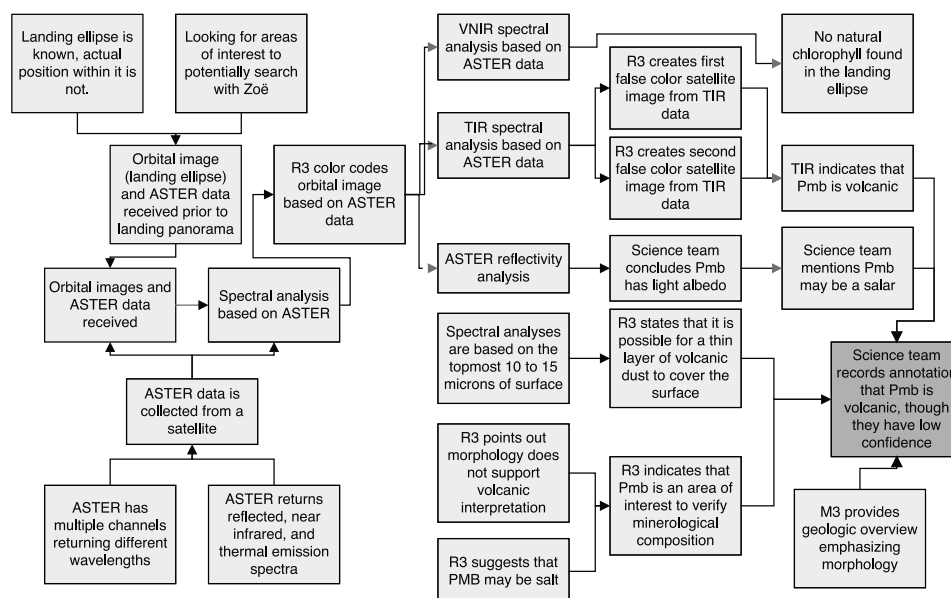 Landing ellipse is
known, actual
position within it is
not.
Looking for areas of
interest to
potentially search
with Zoë
Orbital image
(landing ellipse)
and ASTER data
received prior to
landing panorama
Orbital images and
ASTER data
received
Spectral analysis
based on ASTER
ASTER data is
collected from a
satellite
ASTER has
multiple channels
returning different
wavelengths
ASTER returns
reflected, near
infrared, and
thermal emission
spectra
R3 color codes
orbital image
based on ASTER
data
VNIR spectral
analysis based on
ASTER data
TIR spectral
analysis based on
ASTER data
ASTER reflectivity
analysis
Spectral analyses
are based on the
topmost 10 to 15
microns of surface
R3 points out
morphology does
not support
volcanic
interpretation
R3 suggests that
PMB may be salt
R3 creates first
false color satellite
image from TIR
data
R3 creates second
false color satellite
image from TIR
data
Science team
concludes Pmb
has light albedo
R3 states that it is
possible for a thin
layer of volcanic
dust to cover the
surface
R3 indicates that
Pmb is an area of
interest to verify
minerological
composition
No natural
chlorophyll found
in the landing
ellipse
TIR indicates that
Pmb is volcanic
Science team
mentions Pmb
may be a salar
Science team
records annotation
that Pmb is
volcanic, though
they have low
confidence
M3 provides
geologic overview
emphasizing
morphology